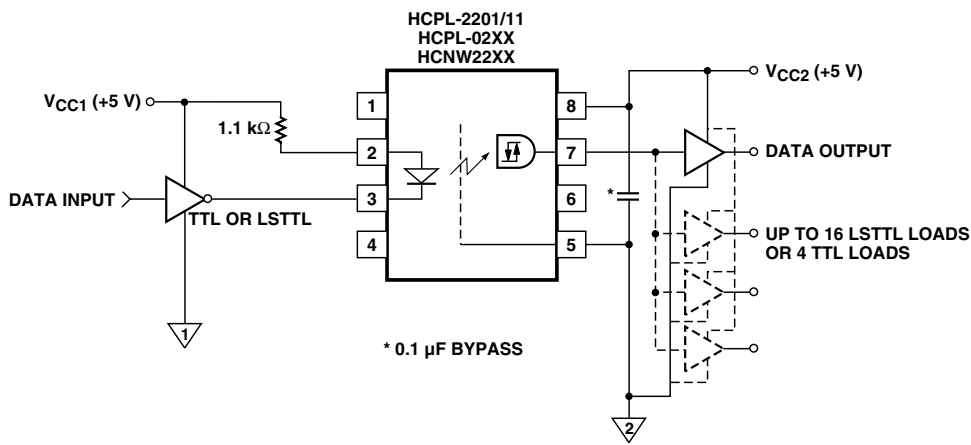 HCPL-2201/11
HCPL-02XX
HCNW22XX
VCC1 (+5 V)
1.1 kΩ
DATA INPUT
TTL OR LSTTL
1
2
3
4
8
7
6
5
*
VCC2 (+5 V)
DATA OUTPUT
UP TO 16 LSTTL LOADS
OR 4 TTL LOADS
* 0.1 µF BYPASS
1
2